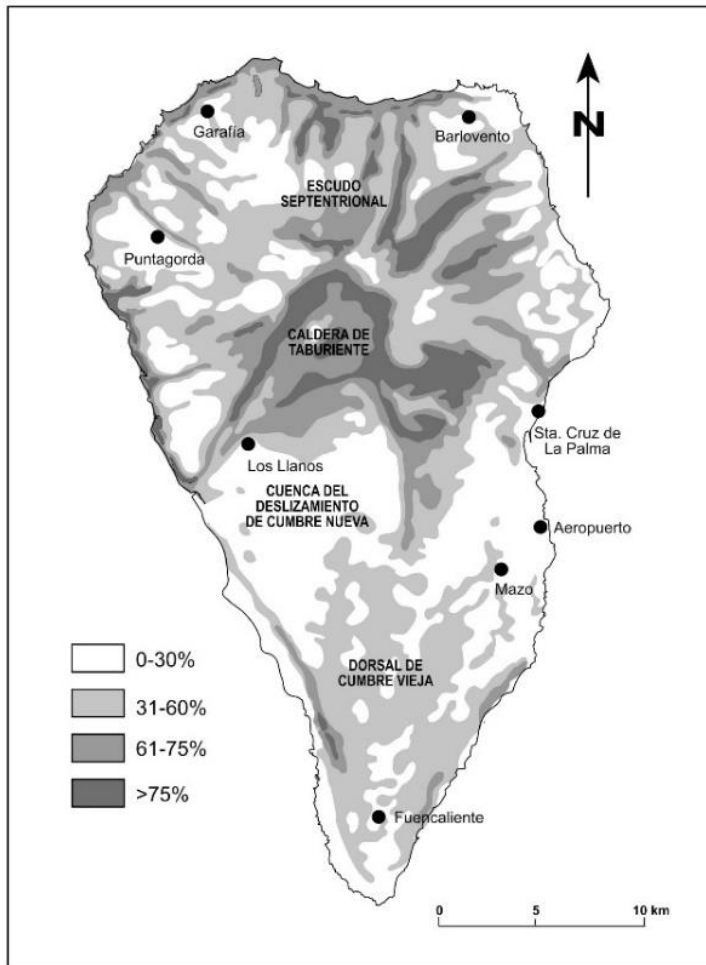 N
Garafía
Barlovento
ESCUDO
SEPTENTRIONAL
Puntagorda
CALDERA DE
TABURIENTE
Sta. Cruz de
La Palma
Los Llanos
CUENCA DEL
DESLIZAMIENTO
DE CUMBRE NUEVA
Aeropuerto
Mazo
0-30%
31-60%
61-75%
>75%
DORSAL DE
CUMBRE VIEJA
Fuencaliente
0 5 10 km